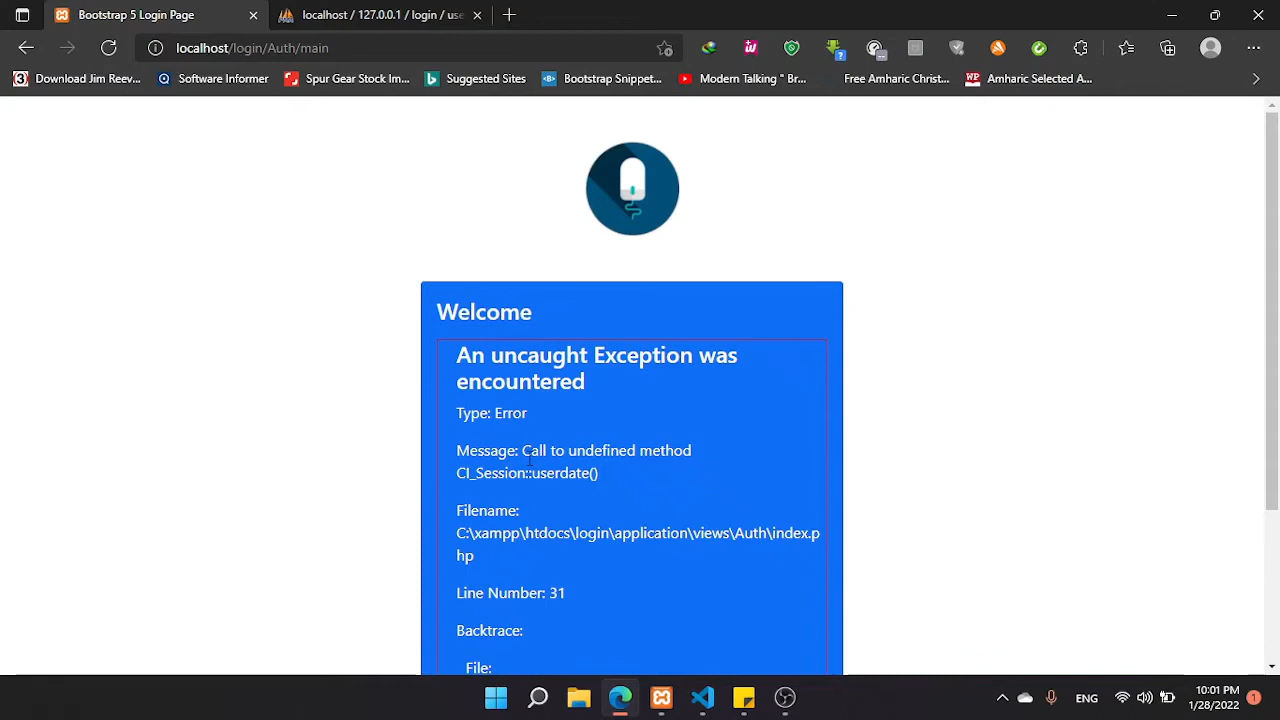 Bootstrap 5 Login Page
localhost / 127.0.0.1 / login / use
localhost/login/Auth/main
Download Jim Reev...
Software Informer
Spur Gear Stock Im...
Suggested Sites
Bootstrap Snippet...
Modern Talking " Br...
Free Amharic Christ...
Amharic Selected A...
Welcome
An uncaught Exception was
encountered
Type: Error
Message: Call to undefined method
CI_Session::userdate()
Filename:
C:\xampp\htdocs\login\application\views\Auth\index.p
hp
Line Number: 31
Backtrace:
File:
ENG
10:01 PM
1/28/2022
1